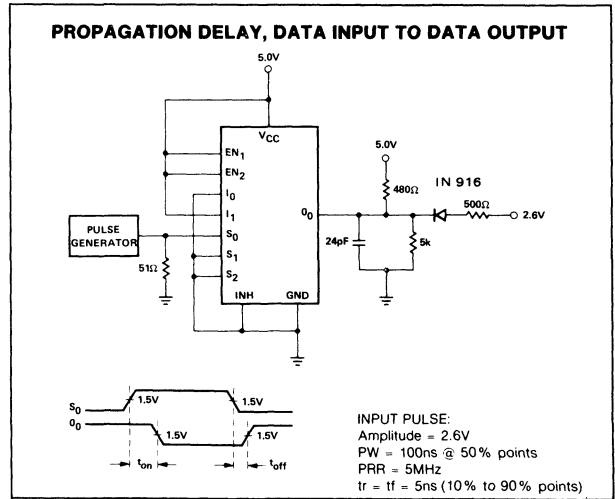 PROPAGATION DELAY, DATA INPUT TO DATA OUTPUT
5.0V
VCC
EN1
EN2
I0
I1
S0
S1
S2
INH
GND
PULSE
GENERATOR
51Ω
O0
5.0V
480Ω
IN 916
500Ω
2.6V
24pF
5k
S0
O0
1.5V
1.5V
1.5V
1.5V
ton
toff
INPUT PULSE:
Amplitude = 2.6V
PW = 100ns @ 50% points
PRR = 5MHz
tr = tf = 5ns (10% to 90% points)